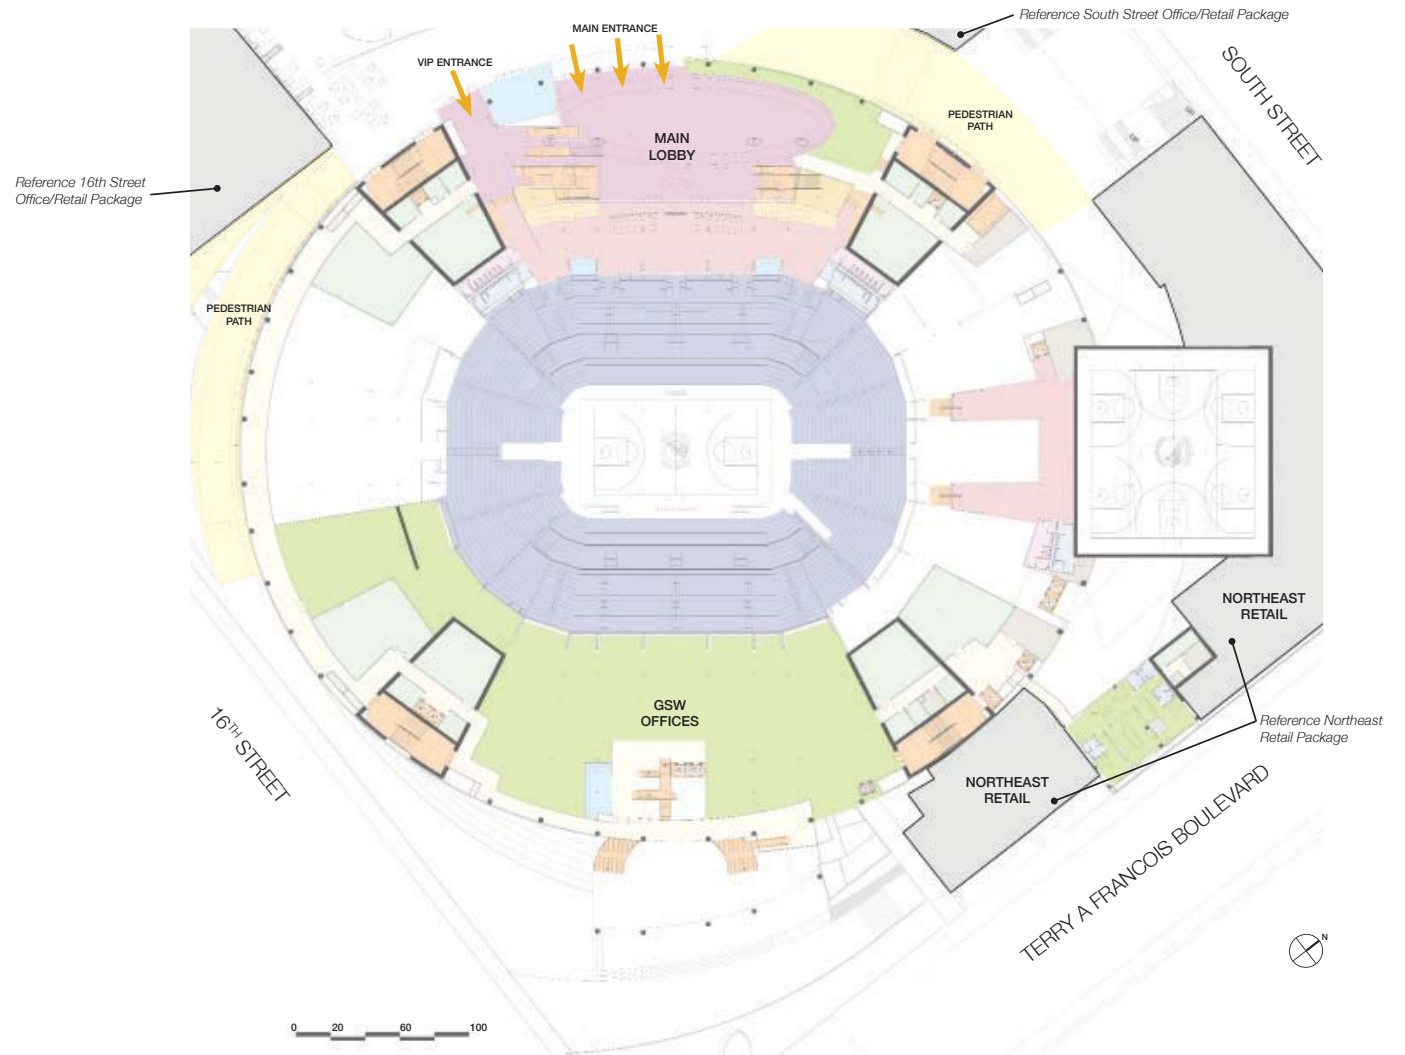 Reference South Street Office/Retail Package
MAIN ENTRANCE
VIP ENTRANCE
SOUTH STREET
PEDESTRIAN
PATH
MAIN
LOBBY
Reference 16th Street
Office/Retail Package
PEDESTRIAN
PATH
NORTHEAST
RETAIL
GSW
OFFICES
Reference Northeast
Retail Package
16TH STREET
NORTHEAST
RETAIL
TERRY A FRANCOIS BOULEVARD
N
0 20 60 100